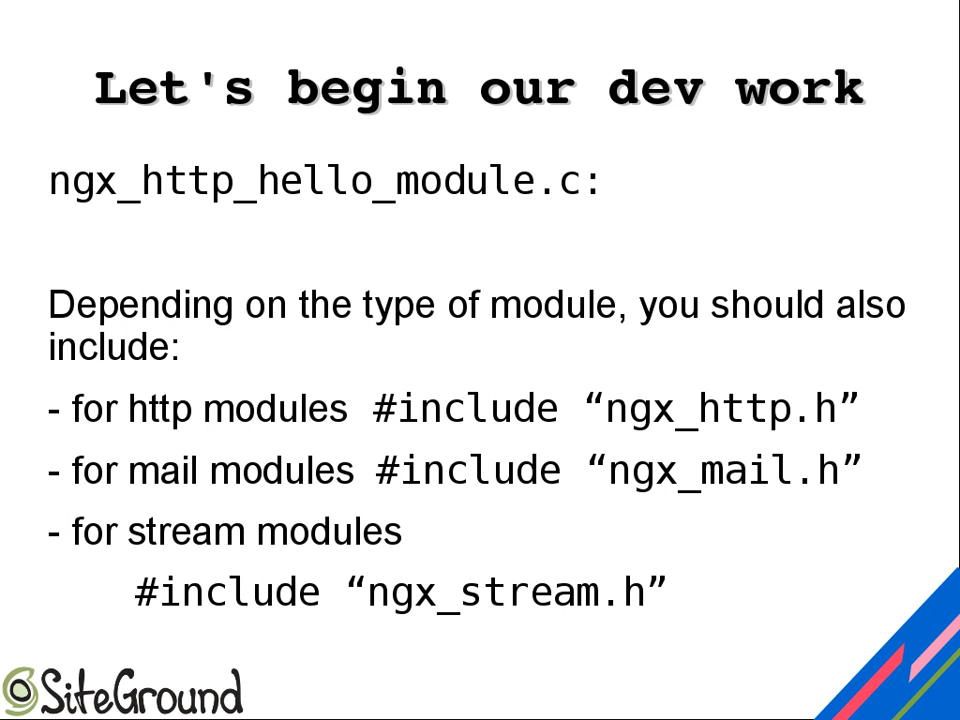 Let's begin our dev work
ngx_http_hello_module.c:
Depending on the type of module, you should also
include:
- for http modules #include “ngx_http.h”
- for mail modules #include “ngx_mail.h”
- for stream modules
#include “ngx_stream.h”
SiteGround